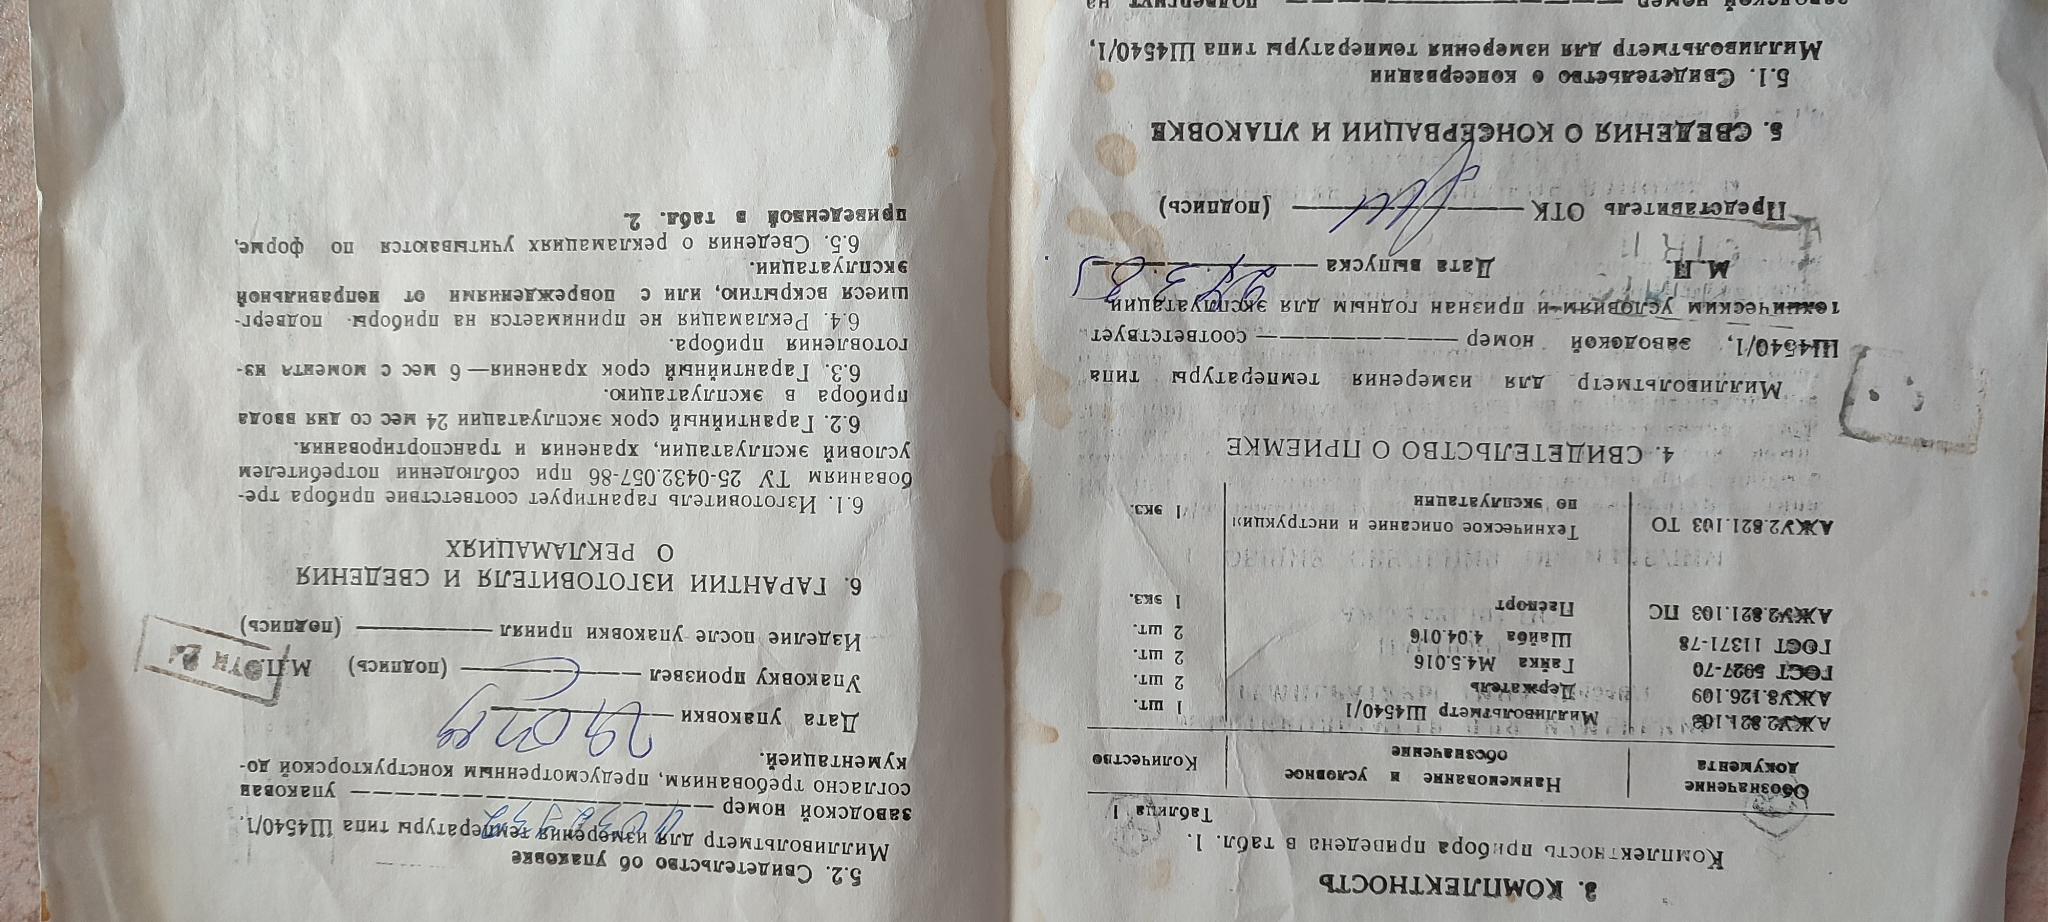 3. КОМПЛЕКТНОСТЬ
Комплектность прибора приведена в табл. 1.
Таблица 1
Обозначение документа | Наименование и условное обозначение | Количество
АЖУ2.821.103 | Милливольтметр Ш4540/1 | 1 шт.
АЖУ8.126.109 | Держатель | 2 шт.
ГОСТ 5927-70 | Гайка М4.5.016 | 2 шт.
ГОСТ 11371-78 | Шайба 4.04.016 | 2 шт.
АЖУ2.821.103 ПС | Паспорт | 1 экз.
АЖУ2.821.103 ТО | Техническое описание и инструкция по эксплуатации | 1 экз.
4. СВИДЕТЕЛЬСТВО О ПРИЕМКЕ
Милливольтметр для измерения температуры типа
Ш4540/1, заводской номер ———————— соответствует
техническим условиям и признан годным для эксплуатации
М.П. Дата выпуска
Представитель ОТК (подпись)
5. СВЕДЕНИЯ О КОНСЕРВАЦИИ И УПАКОВКЕ
5.1. Свидетельство о консервации
Милливольтметр для измерения температуры типа Ш4540/1,
заводской номер ———————— подвергнут на
5.2. Свидетельство об упаковке
Милливольтметр для измерения температуры типа Ш4540/1,
заводской номер ———————— упакован
согласно требованиям, предусмотренным конструкторской до-
кументацией.
Дата упаковки
Упаковку произвел ———————— (подпись) М.П.
Изделие после упаковки принял ———————— (подпись)
6. ГАРАНТИИ ИЗГОТОВИТЕЛЯ И СВЕДЕНИЯ
О РЕКЛАМАЦИЯХ
6.1. Изготовитель гарантирует соответствие прибора тре-
бованиям ТУ 25-0432.057-86 при соблюдении потребителем
условий эксплуатации, хранения и транспортирования.
6.2. Гарантийный срок эксплуатации 24 мес со дня ввода
прибора в эксплуатацию.
6.3. Гарантийный срок хранения — 6 мес с момента из-
готовления прибора.
6.4. Рекламация не принимается на приборы, подверг-
шиеся вскрытию, или с повреждениями от неправильной
эксплуатации.
6.5. Сведения о рекламациях учитываются по форме,
приведенной в табл. 2.